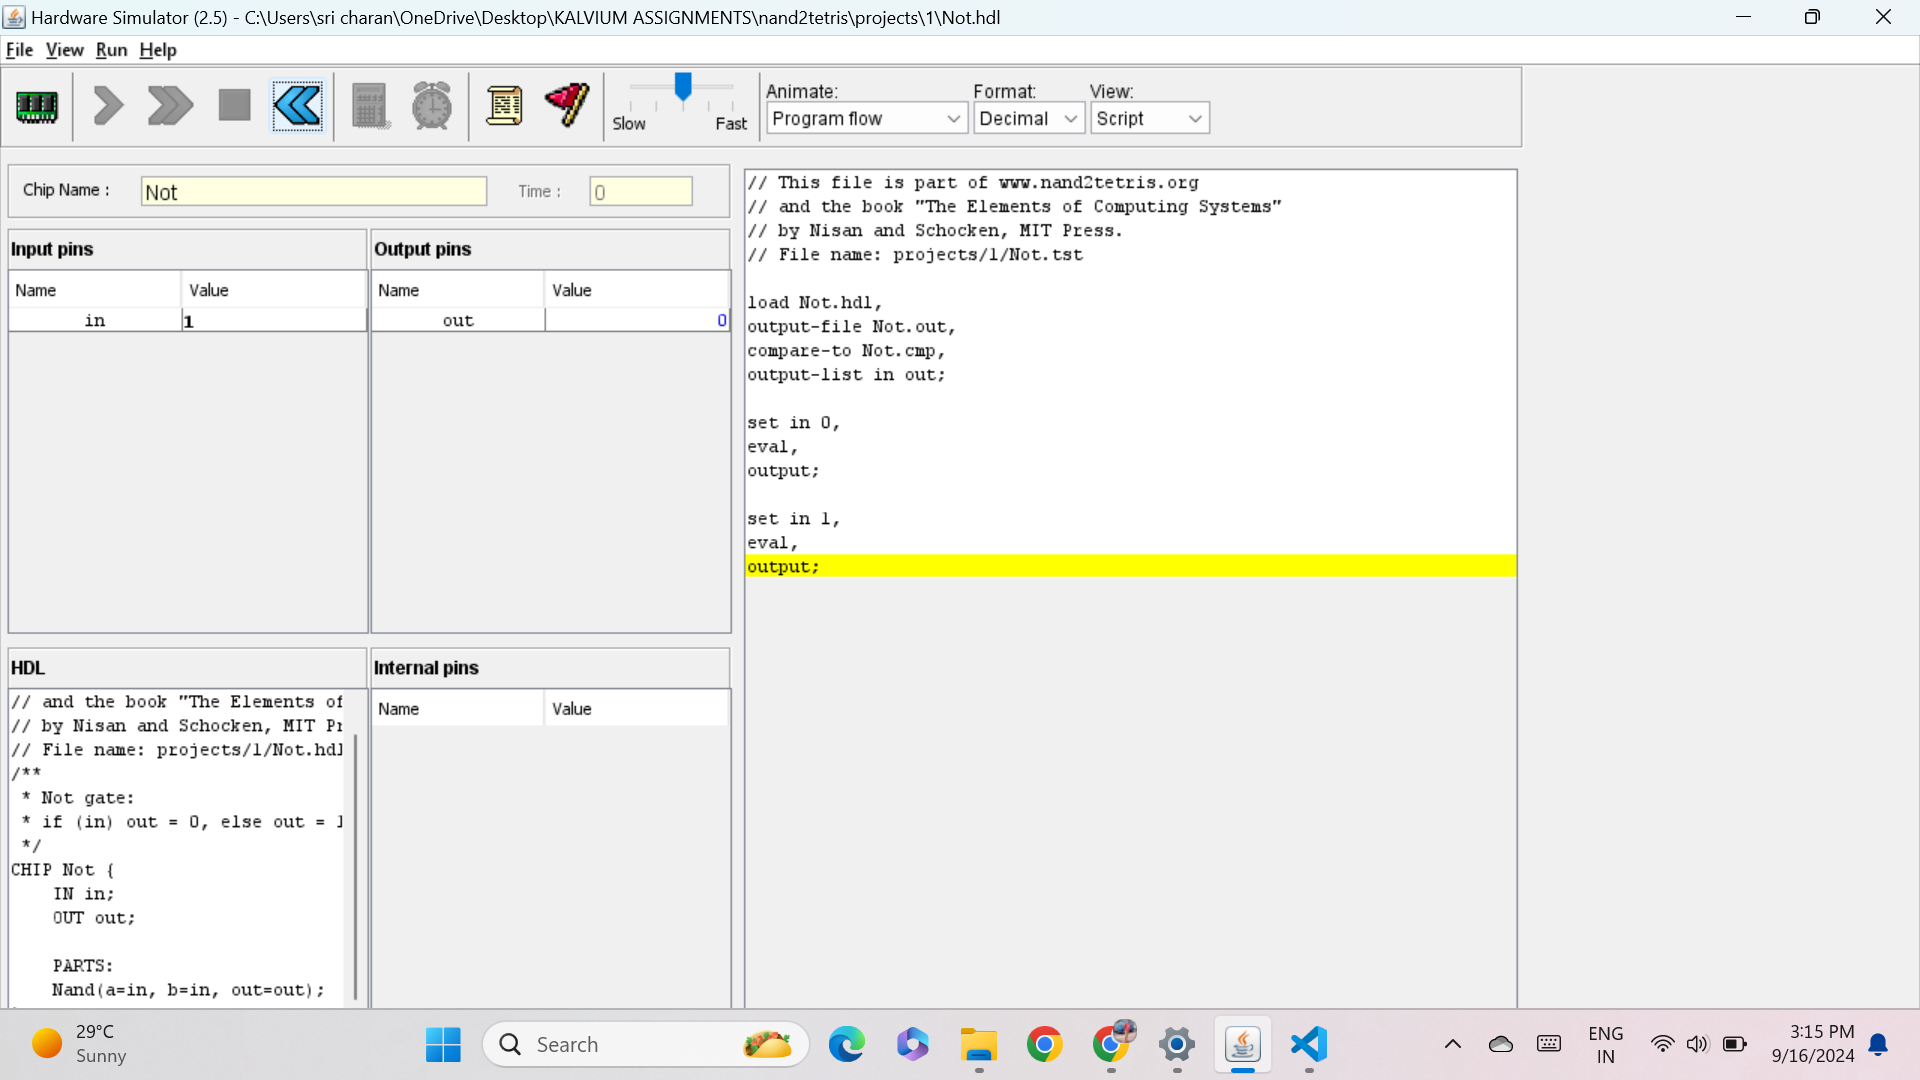 Hardware Simulator (2.5) - C:\Users\sri charan\OneDrive\Desktop\KALVIUM ASSIGNMENTS\nand2tetris\projects\1\Not.hdl
File View Run Help
Slow Fast
Animate: Format: View:
Program flow Decimal Script
Chip Name : Not Time : 0
Input pins
Name Value
in 1
Output pins
Name Value
out 0
HDL
// and the book "The Elements of
// by Nisan and Schocken, MIT Pr
// File name: projects/1/Not.hdl
/**
* Not gate:
* if (in) out = 0, else out = 1
*/
CHIP Not {
IN in;
OUT out;
PARTS:
Nand(a=in, b=in, out=out);
Internal pins
Name Value
// This file is part of www.nand2tetris.org
// and the book "The Elements of Computing Systems"
// by Nisan and Schocken, MIT Press.
// File name: projects/1/Not.tst
load Not.hdl,
output-file Not.out,
compare-to Not.cmp,
output-list in out;
set in 0,
eval,
output;
set in 1,
eval,
output;
29°C
Sunny
Search
ENG
IN
3:15 PM
9/16/2024